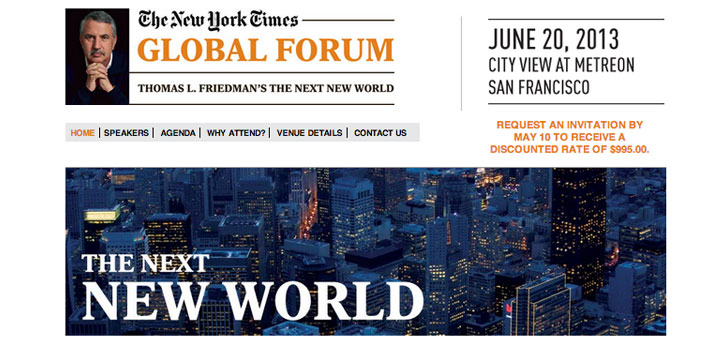 The New York Times
GLOBAL FORUM
THOMAS L. FRIEDMAN'S THE NEXT NEW WORLD
JUNE 20, 2013
CITY VIEW AT METREON
SAN FRANCISCO
HOME | SPEAKERS | AGENDA | WHY ATTEND? | VENUE DETAILS | CONTACT US
REQUEST AN INVITATION BY
MAY 10 TO RECEIVE A
DISCOUNTED RATE OF $995.00.
THE NEXT
NEW WORLD